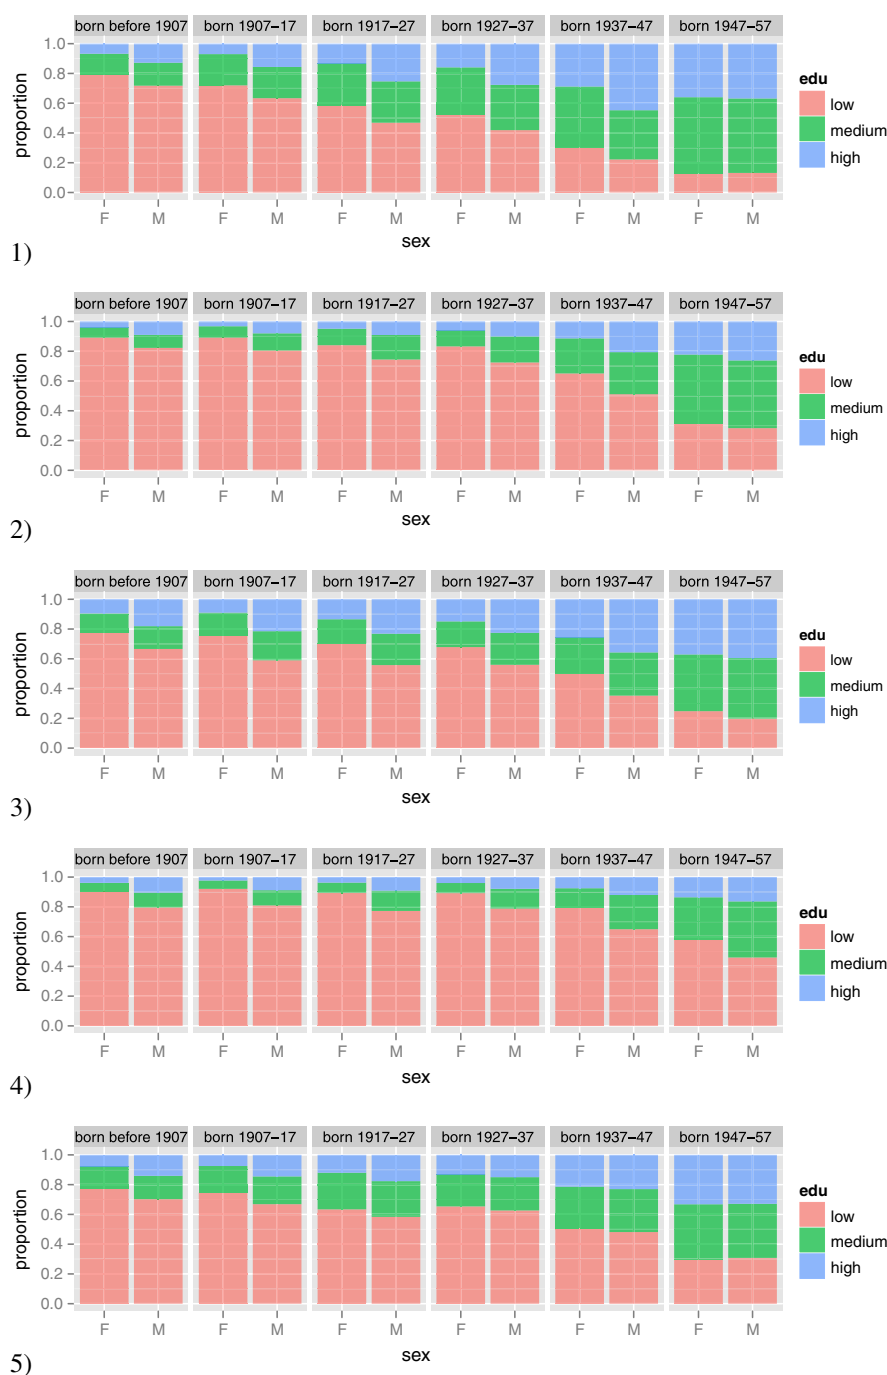 born before 1907 born 1907–17 born 1917–27 born 1927–37 born 1937–47 born 1947–57
1.0
0.8
0.6
0.4
0.2
0.0
proportion
F M F M F M F M F M F M
sex
edu
low
medium
high
1)
born before 1907 born 1907–17 born 1917–27 born 1927–37 born 1937–47 born 1947–57
1.0
0.8
0.6
0.4
0.2
0.0
proportion
F M F M F M F M F M F M
sex
edu
low
medium
high
2)
born before 1907 born 1907–17 born 1917–27 born 1927–37 born 1937–47 born 1947–57
1.0
0.8
0.6
0.4
0.2
0.0
proportion
F M F M F M F M F M F M
sex
edu
low
medium
high
3)
born before 1907 born 1907–17 born 1917–27 born 1927–37 born 1937–47 born 1947–57
1.0
0.8
0.6
0.4
0.2
0.0
proportion
F M F M F M F M F M F M
sex
edu
low
medium
high
4)
born before 1907 born 1907–17 born 1917–27 born 1927–37 born 1937–47 born 1947–57
1.0
0.8
0.6
0.4
0.2
0.0
proportion
F M F M F M F M F M F M
sex
edu
low
medium
high
5)